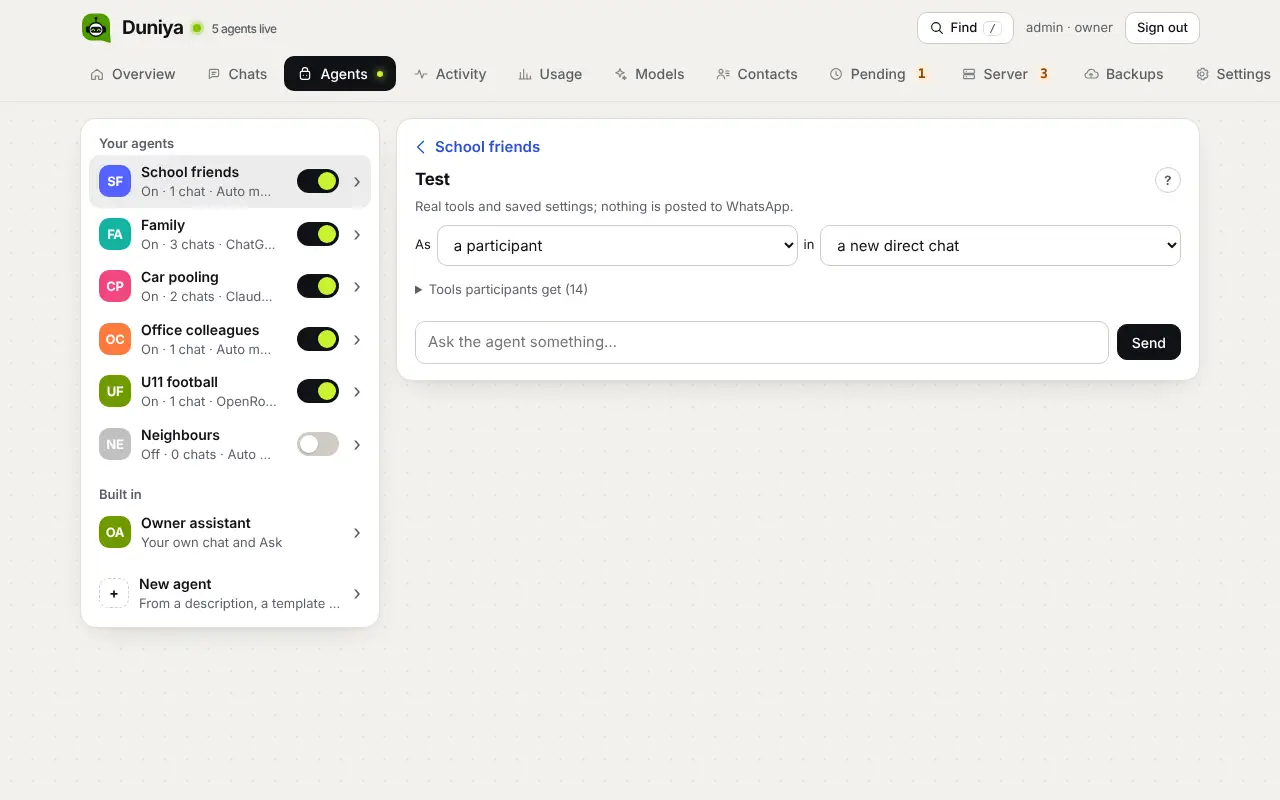 Duniya
5 agents live
Find /
admin · owner
Sign out
Overview
Chats
Agents
Activity
Usage
Models
Contacts
Pending 1
Server 3
Backups
Settings
Your agents
SF
School friends
On · 1 chat · Auto m...
FA
Family
On · 3 chats · ChatG...
CP
Car pooling
On · 2 chats · Claud...
OC
Office colleagues
On · 1 chat · Auto m...
UF
U11 football
On · 1 chat · OpenRo...
NE
Neighbours
Off · 0 chats · Auto ...
Built in
OA
Owner assistant
Your own chat and Ask
+
New agent
From a description, a template ...
School friends
Test
?
Real tools and saved settings; nothing is posted to WhatsApp.
As a participant in a new direct chat
Tools participants get (14)
Ask the agent something...
Send